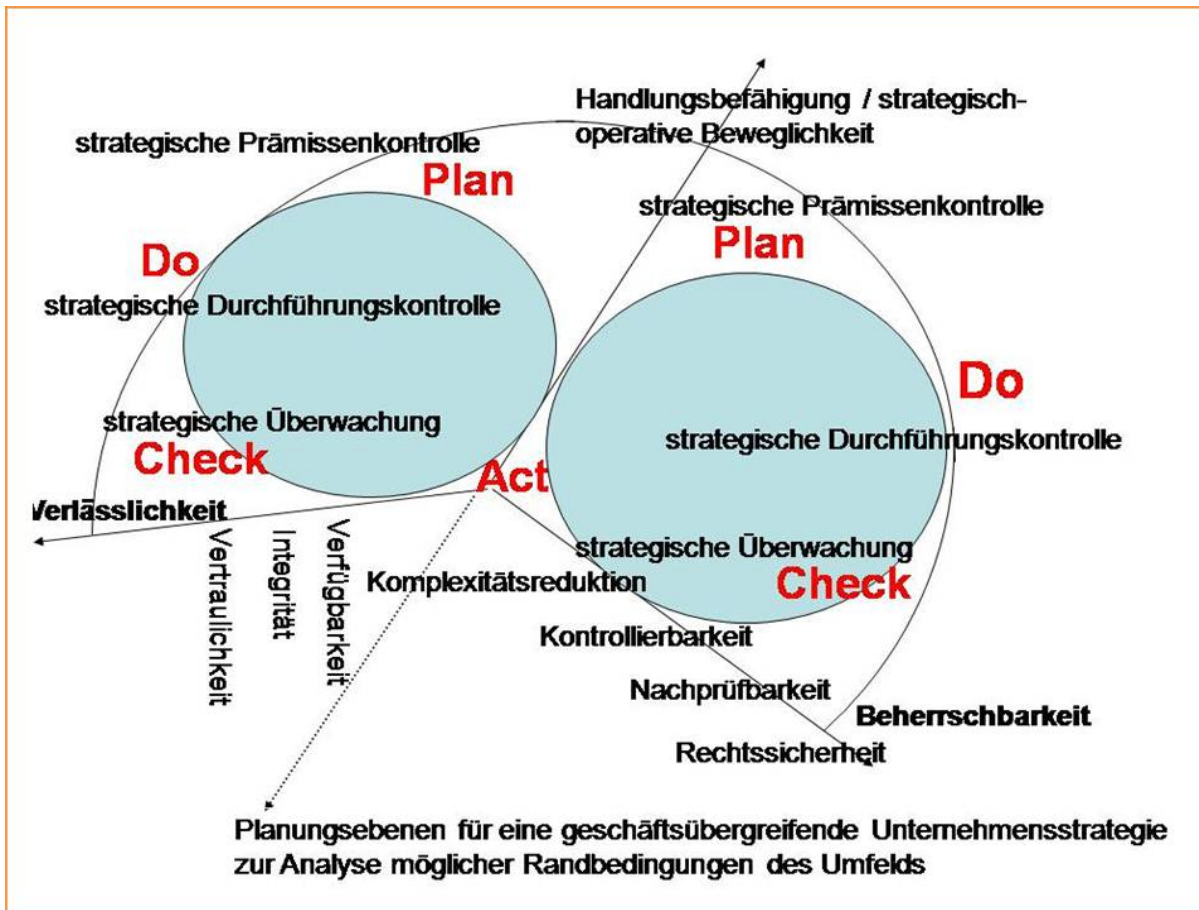 Handlungsbefähigung / strategisch-
operative Beweglichkeit
strategische Prämissenkontrolle
Plan
strategische Prämissenkontrolle
Plan
Do
strategische Durchführungskontrolle
Do
strategische Durchführungskontrolle
strategische Überwachung
Check
Act
Verlässlichkeit
Vertraulichkeit
Integrität
Verfügbarkeit
strategische Überwachung
Check
Komplexitätsreduktion
Kontrollierbarkeit
Nachprüfbarkeit
Beherrschbarkeit
Rechtssicherheit
Planungsebenen für eine geschäftsübergreifende Unternehmensstrategie
zur Analyse möglicher Randbedingungen des Umfelds